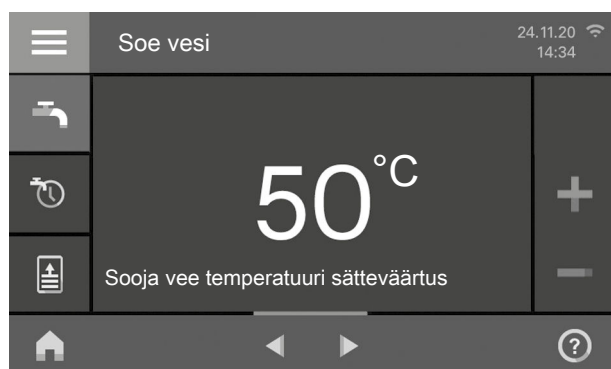 Soe vesi
24.11.20
14:34
50°C
Sooja vee temperatuuri sätteväärtus
?